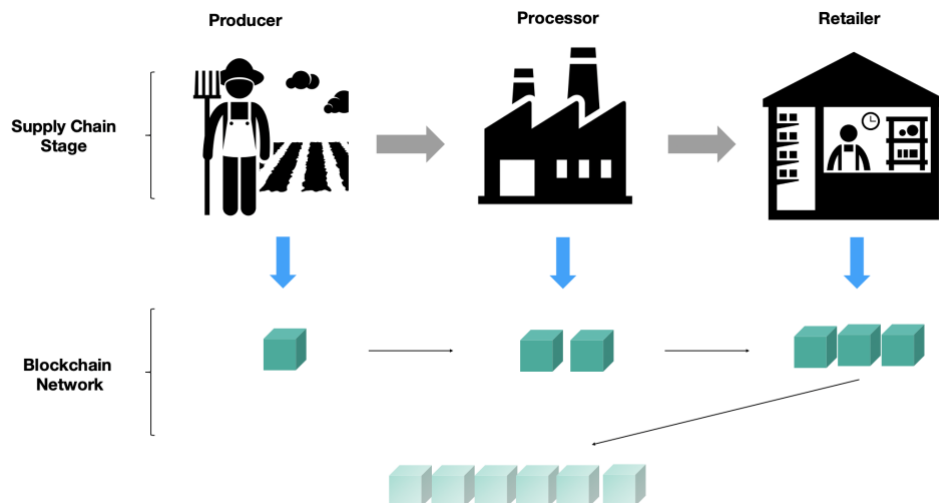 Producer
Processor
Retailer
Supply Chain
Stage
Blockchain
Network